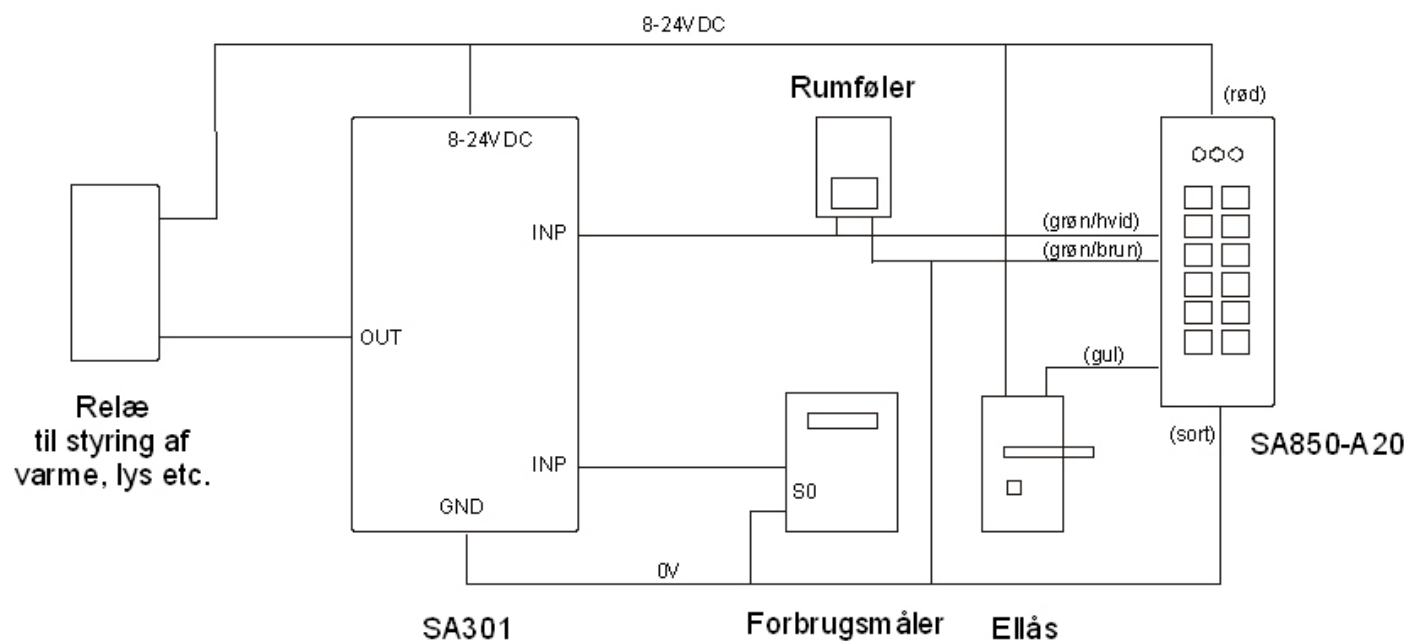 8-24VDC
Rumføler
(rød)
8-24VDC
INP
(grøn/hvid)
(grøn/brun)
OUT
(gul)
Relæ
til styring af
varme, lys etc.
(sort)
SA850-A20
INP
S0
GND
0V
SA301
Forbrugsmåler
Ellås